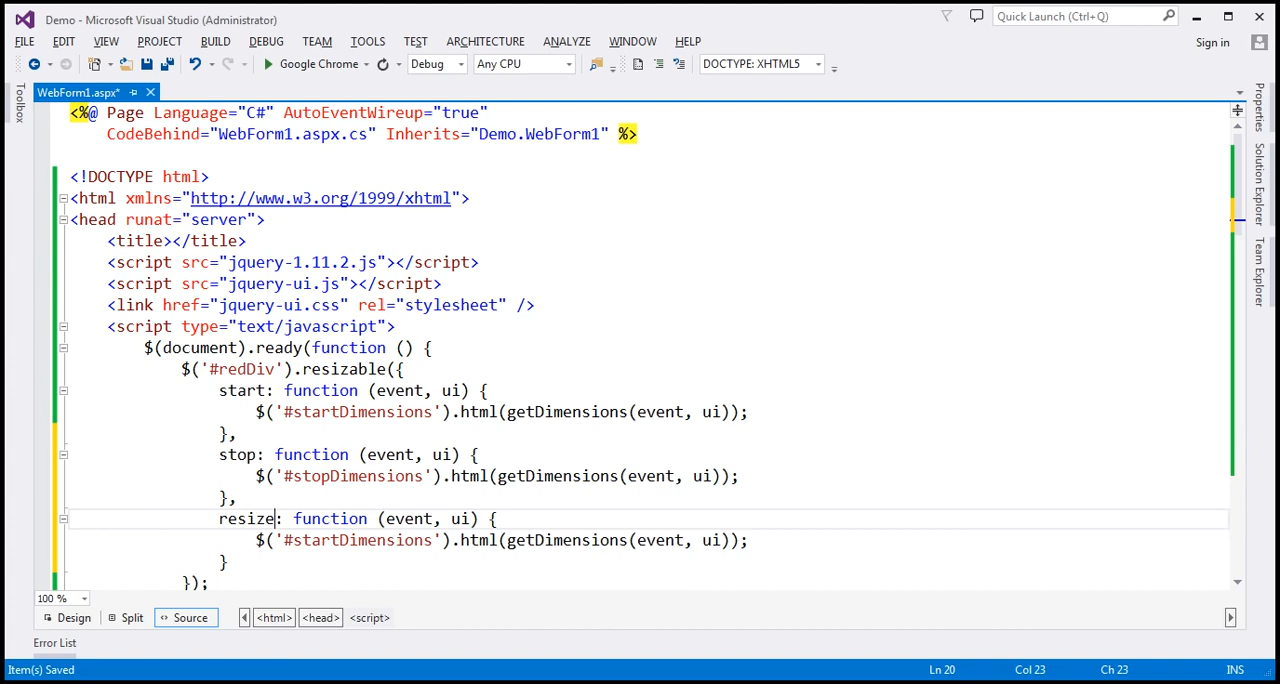 Demo - Microsoft Visual Studio (Administrator)
Quick Launch (Ctrl+Q)
FILE EDIT VIEW PROJECT BUILD DEBUG TEAM TOOLS TEST ARCHITECTURE ANALYZE WINDOW HELP
Sign in
Google Chrome Debug Any CPU DOCTYPE: XHTML5
Toolbox
WebForm1.aspx*
<%@ Page Language="C#" AutoEventWireup="true"
CodeBehind="WebForm1.aspx.cs" Inherits="Demo.WebForm1" %>
<!DOCTYPE html>
<html xmlns="http://www.w3.org/1999/xhtml">
<head runat="server">
<title></title>
<script src="jquery-1.11.2.js"></script>
<script src="jquery-ui.js"></script>
<link href="jquery-ui.css" rel="stylesheet" />
<script type="text/javascript">
$(document).ready(function () {
$('#redDiv').resizable({
start: function (event, ui) {
$('#startDimensions').html(getDimensions(event, ui));
},
stop: function (event, ui) {
$('#stopDimensions').html(getDimensions(event, ui));
},
resize: function (event, ui) {
$('#startDimensions').html(getDimensions(event, ui));
}
});
Properties
Solution Explorer
Team Explorer
100 %
Design Split Source <html> <head> <script>
Error List
Item(s) Saved Ln 20 Col 23 Ch 23 INS